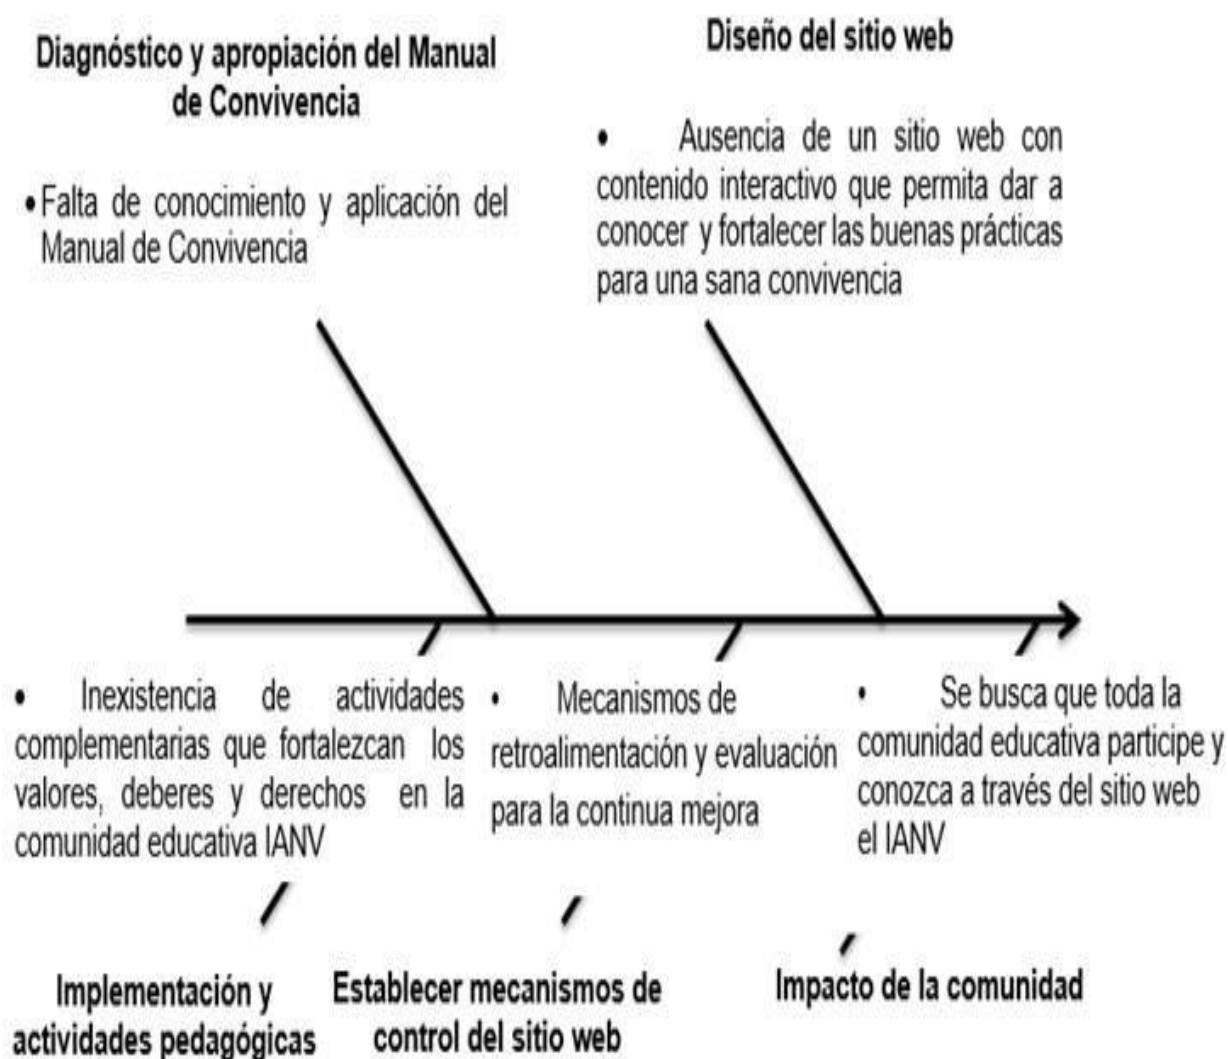 Diagnóstico y apropiación del Manual
de Convivencia
• Falta de conocimiento y aplicación del
Manual de Convivencia
Diseño del sitio web
• Ausencia de un sitio web con
contenido interactivo que permita dar a
conocer y fortalecer las buenas prácticas
para una sana convivencia
• Inexistencia de actividades
complementarias que fortalezcan los
valores, deberes y derechos en la
comunidad educativa IANV
• Mecanismos de
retroalimentación y evaluación
para la continua mejora
• Se busca que toda la
comunidad educativa participe y
conozca a través del sitio web
el IANV
Implementación y
actividades pedagógicas
Establecer mecanismos de
control del sitio web
Impacto de la comunidad